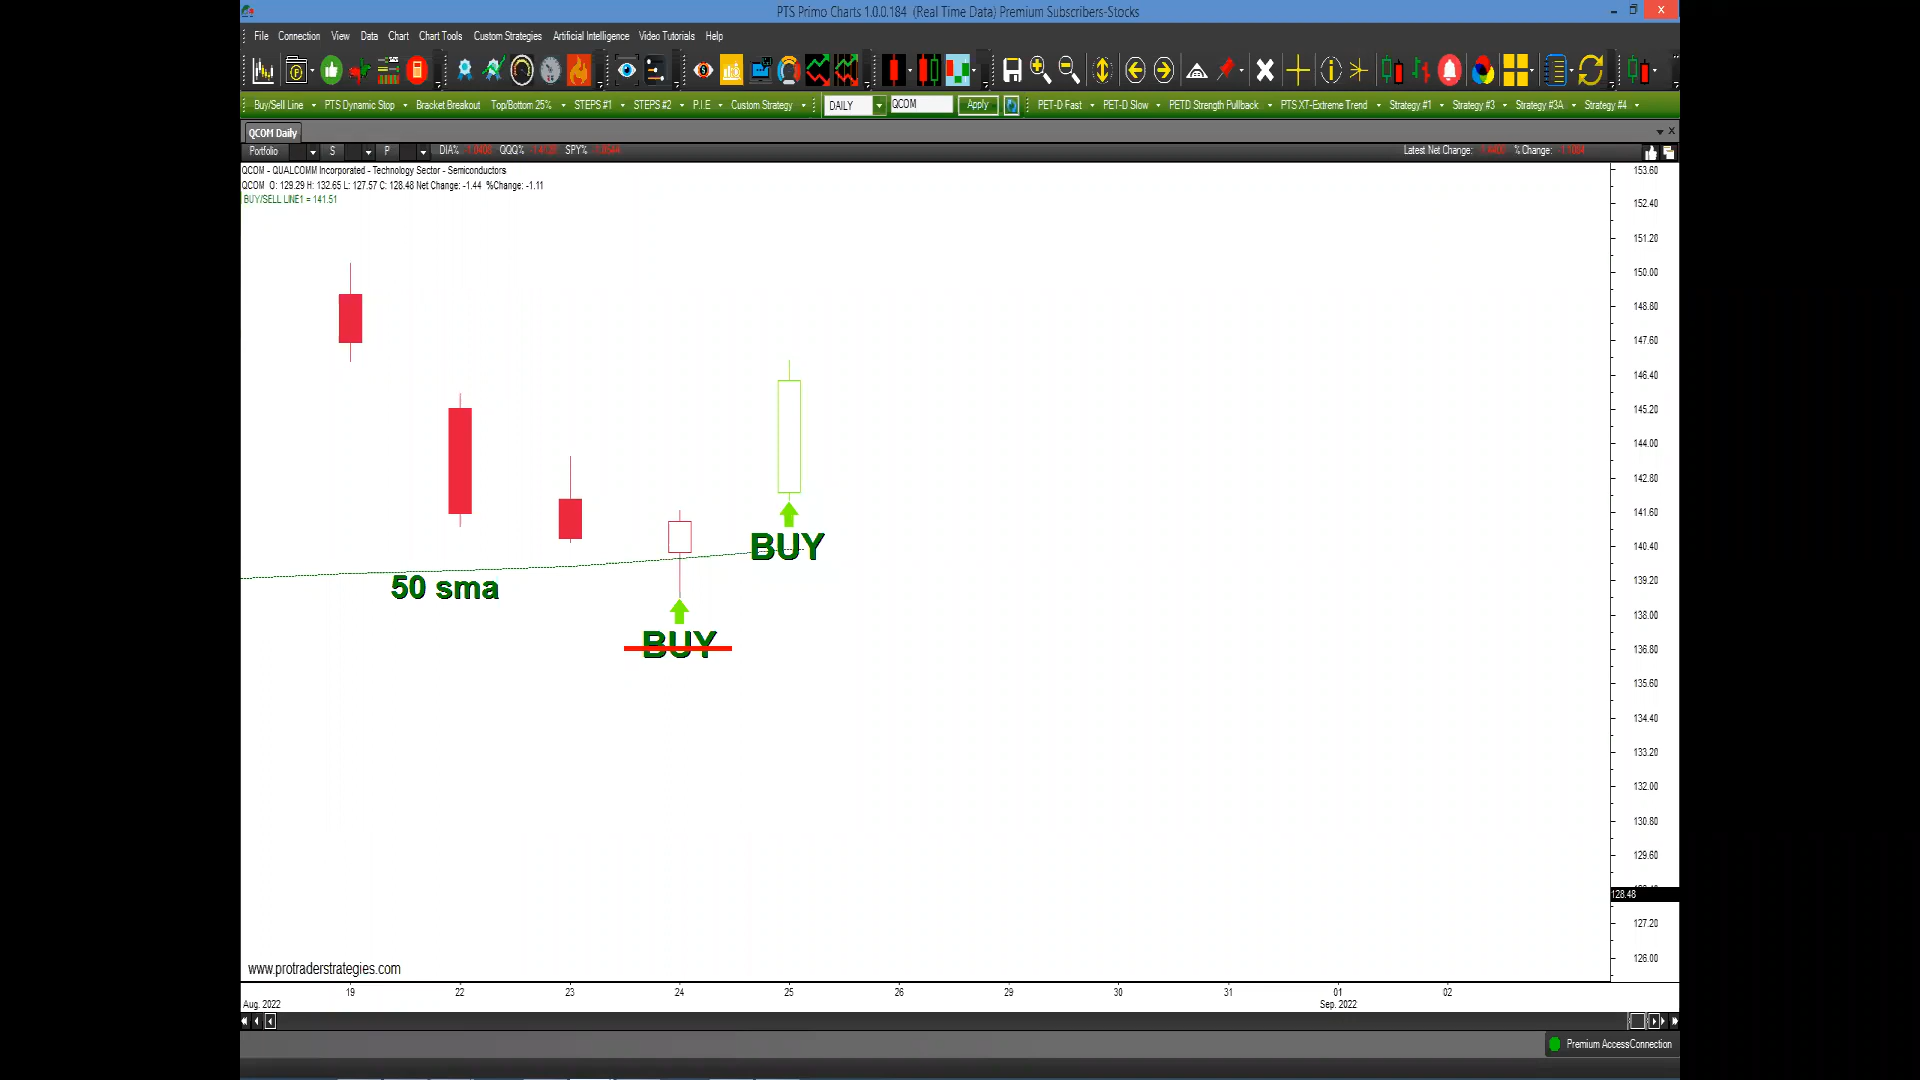 PTS Primo Charts 1.0.0.184 (Real Time Data) Premium Subscribers-Stocks
File Connection View Data Chart Chart Tools Custom Strategies Artificial Intelligence Video Tutorials Help
Buy/Sell Line PTS Dynamic Stop Bracket Breakout Top/Bottom 25% STEPS #1 STEPS #2 P.I.E Custom Strategy DAILY QCOM Apply PET-D Fast PET-D Slow PETD Strength Pullback PTS XT-Extreme Trend Strategy #1 Strategy #3 Strategy #3A Strategy #4
QCOM Daily
Portfolio S P DIA% QQQ% SPY% Latest Net Change: % Change:
QCOM - QUALCOMM Incorporated - Technology Sector - Semiconductors
QCOM O: 129.29 H: 132.65 L: 127.57 C: 128.48 Net Change: -1.44 %Change: -1.11
BUY/SELL LINE1 = 141.51
153.60
152.40
151.20
150.00
148.80
147.60
146.40
145.20
144.00
142.80
141.60
140.40
139.20
138.00
136.80
135.60
134.40
133.20
132.00
130.80
129.60
128.48
127.20
126.00
BUY
50 sma
BUY
www.protraderstrategies.com
19 22 23 24 25 26 29 30 31 01 02
Aug. 2022 Sep. 2022
Premium AccessConnection